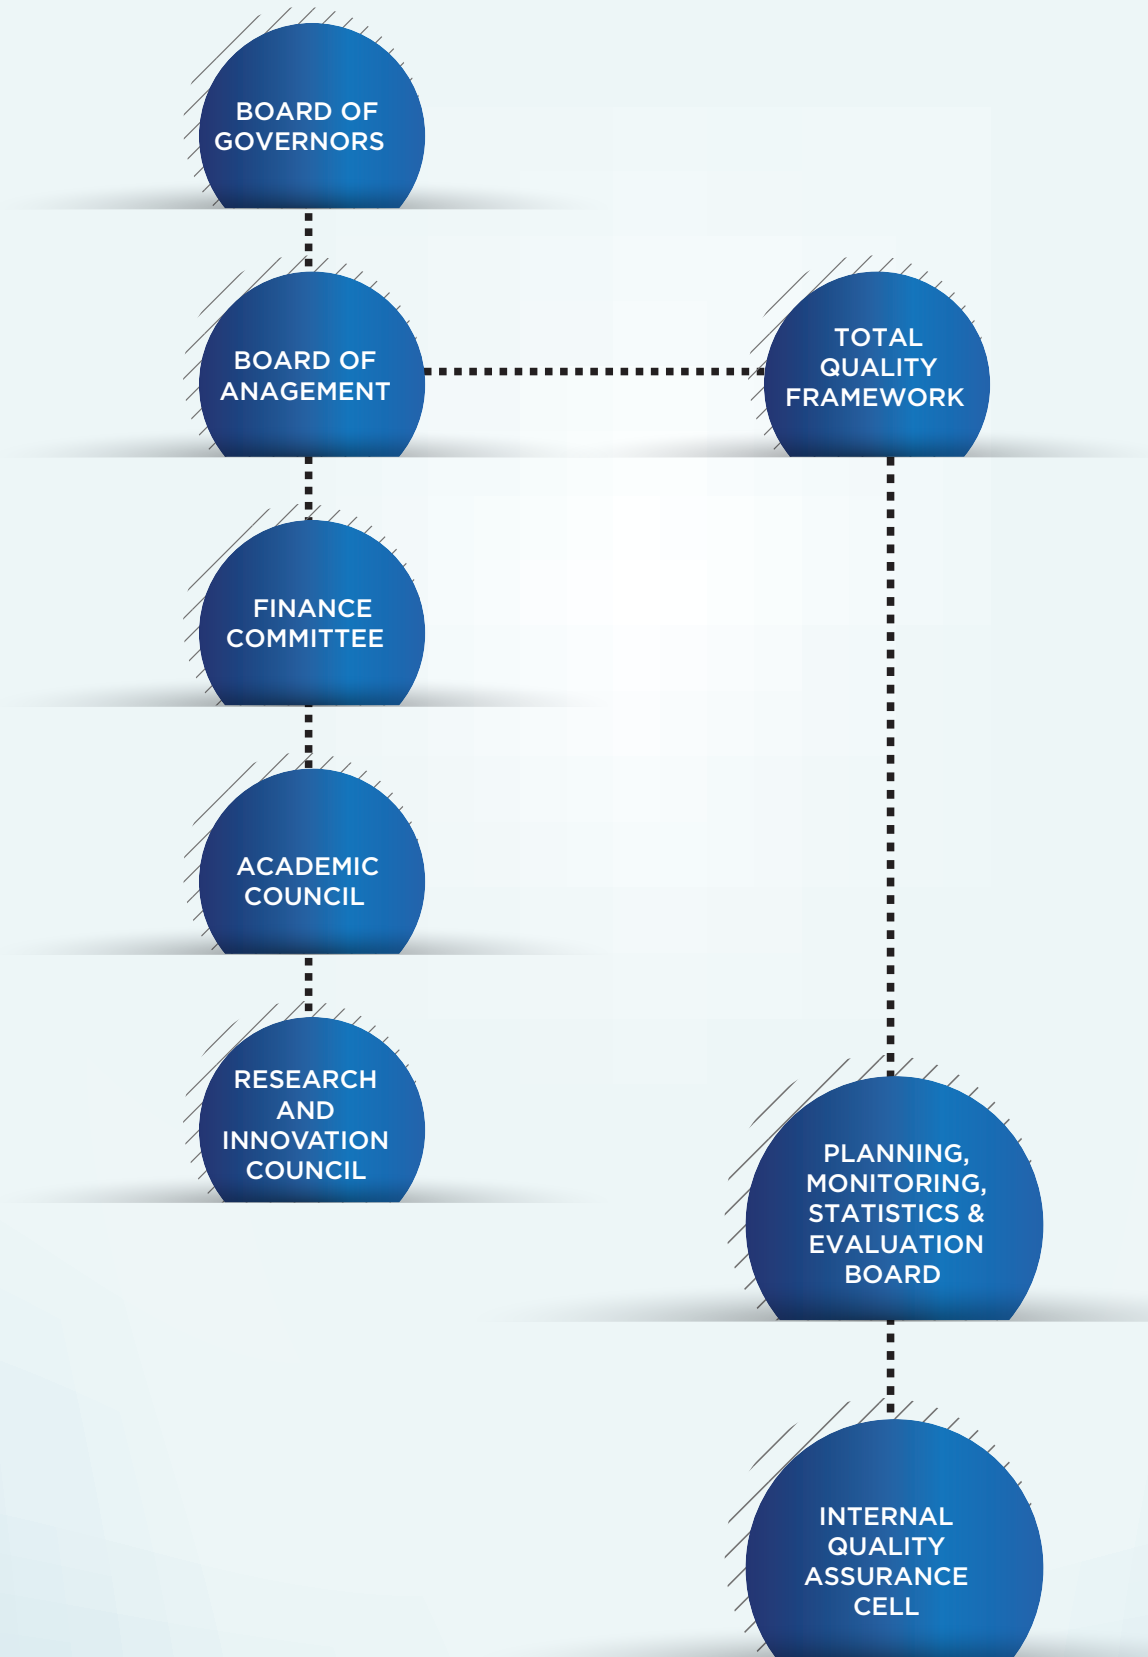 BOARD OF
GOVERNORS
BOARD OF
ANAGEMENT
TOTAL
QUALITY
FRAMEWORK
FINANCE
COMMITTEE
ACADEMIC
COUNCIL
RESEARCH
AND
INNOVATION
COUNCIL
PLANNING,
MONITORING,
STATISTICS &
EVALUATION
BOARD
INTERNAL
QUALITY
ASSURANCE
CELL